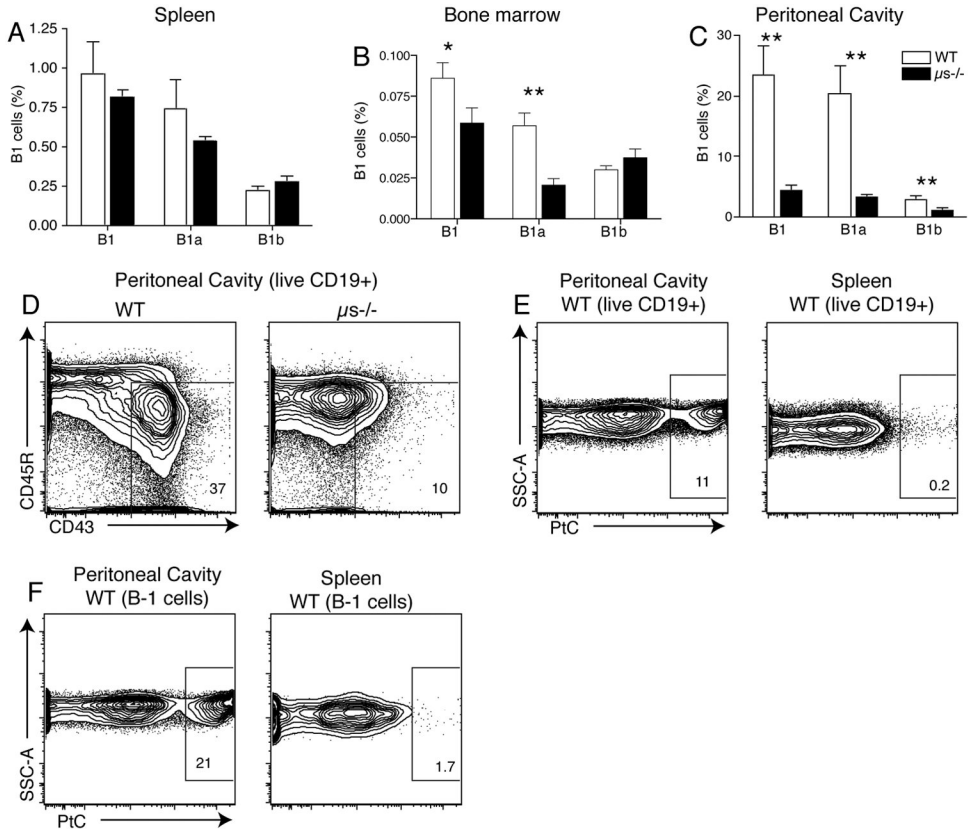 A
Spleen
1.25
1.00
0.75
0.50
0.25
0.00
B1 cells (%)
B1
B1a
B1b
B
Bone marrow
0.100
0.075
0.050
0.025
0.000
B1 cells (%)
*
**
B1
B1a
B1b
C
Peritoneal Cavity
30
20
10
0
B1 cells (%)
**
**
**
WT
µs-/-
B1
B1a
B1b
D
Peritoneal Cavity (live CD19+)
WT
µs-/-
CD45R
37
10
CD43
E
Peritoneal Cavity
WT (live CD19+)
Spleen
WT (live CD19+)
SSC-A
11
0.2
PtC
F
Peritoneal Cavity
WT (B-1 cells)
Spleen
WT (B-1 cells)
SSC-A
21
1.7
PtC